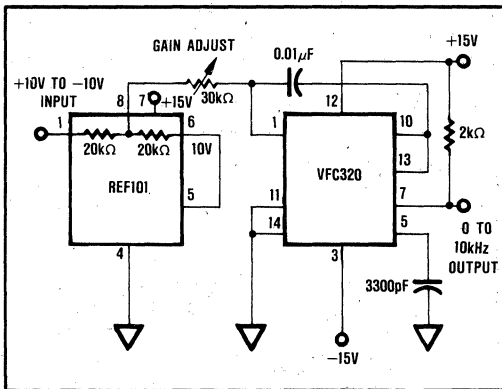 GAIN ADJUST
0.01μF
+15V
+10V TO −10V
INPUT
8
7
+15V
30kΩ
12
1
6
1
10
20kΩ
20kΩ
10V
2kΩ
13
REF101
VFC320
5
11
7
14
5
0 TO
10kHz
OUTPUT
4
3
3300pF
−15V